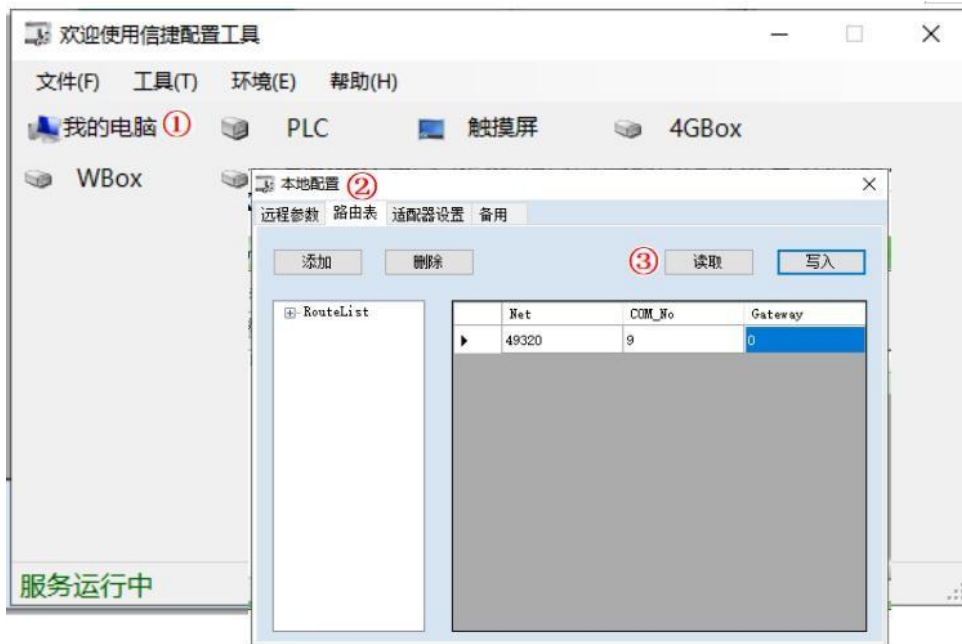 欢迎使用信捷配置工具
文件(F) 工具(T) 环境(E) 帮助(H)
我的电脑 ① PLC 触摸屏 4GBox
WBox
本地配置 ②
远程参数 路由表 适配器设置 备用
添加 删除 ③ 读取 写入
RouteList
Net COM_No Gateway
49320 9 0
服务运行中